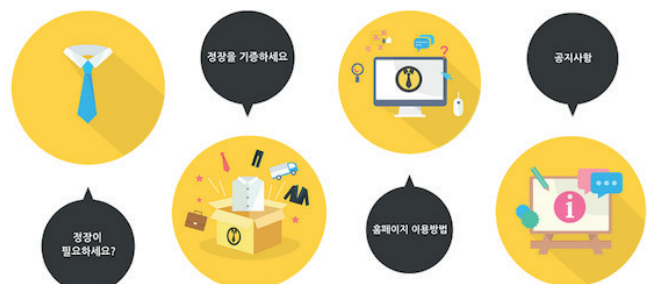 정장을 기증하세요
공지사항
정장이
필요하세요?
홈페이지 이용방법